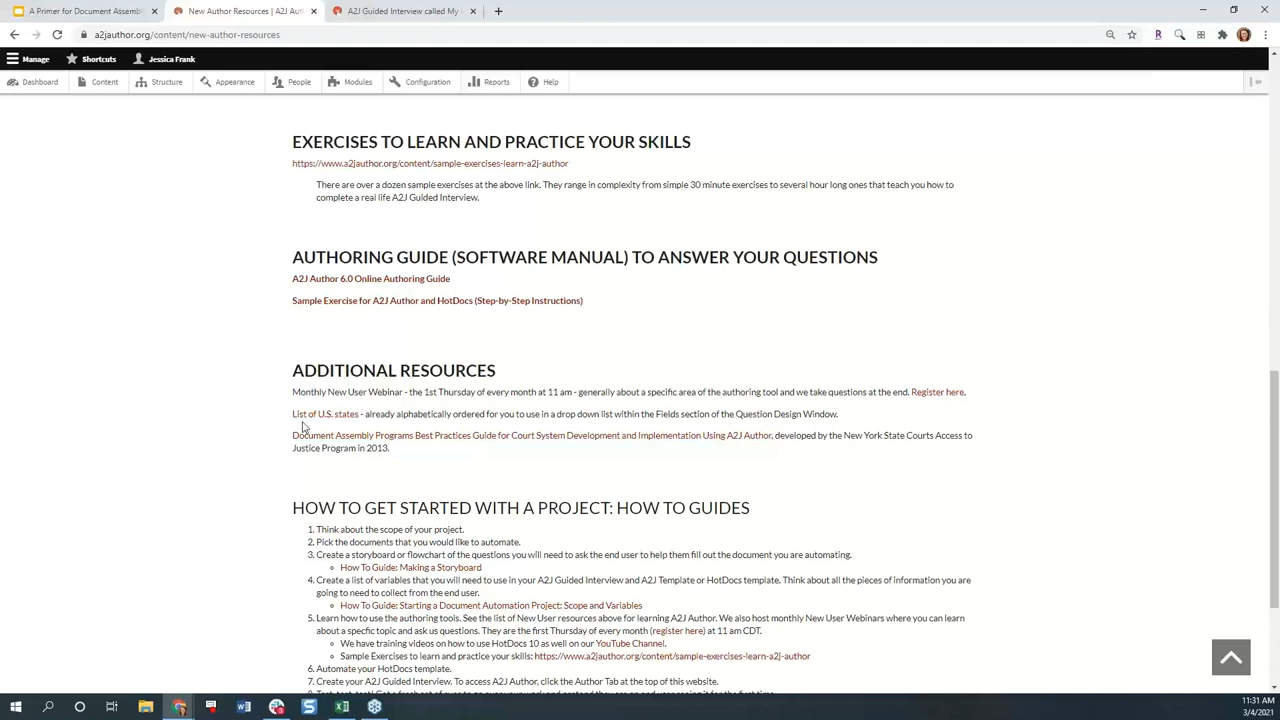 A Primer for Document Assembly
New Author Resources | A2J Aut
A2J Guided Interview called My I
a2jauthor.org/content/new-author-resources
Manage
Shortcuts
Jessica Frank
Dashboard
Content
Structure
Appearance
People
Modules
Configuration
Reports
Help
EXERCISES TO LEARN AND PRACTICE YOUR SKILLS
https://www.a2jauthor.org/content/sample-exercises-learn-a2j-author
There are over a dozen sample exercises at the above link. They range in complexity from simple 30 minute exercises to several hour long ones that teach you how to
complete a real life A2J Guided Interview.
AUTHORING GUIDE (SOFTWARE MANUAL) TO ANSWER YOUR QUESTIONS
A2J Author 6.0 Online Authoring Guide
Sample Exercise for A2J Author and HotDocs (Step-by-Step Instructions)
ADDITIONAL RESOURCES
Monthly New User Webinar - the 1st Thursday of every month at 11 am - generally about a specific area of the authoring tool and we take questions at the end. Register here.
List of U.S. states - already alphabetically ordered for you to use in a drop down list within the Fields section of the Question Design Window.
Document Assembly Programs Best Practices Guide for Court System Development and Implementation Using A2J Author, developed by the New York State Courts Access to
Justice Program in 2013.
HOW TO GET STARTED WITH A PROJECT: HOW TO GUIDES
1. Think about the scope of your project.
2. Pick the documents that you would like to automate.
3. Create a storyboard or flowchart of the questions you will need to ask the end user to help them fill out the document you are automating.
• How To Guide: Making a Storyboard
4. Create a list of variables that you will need to use in your A2J Guided Interview and A2J Template or HotDocs template. Think about all the pieces of information you are
going to need to collect from the end user.
• How To Guide: Starting a Document Automation Project: Scope and Variables
5. Learn how to use the authoring tools. See the list of New User resources above for learning A2J Author. We also host monthly New User Webinars where you can learn
about a specfic topic and ask us questions. They are the first Thursday of every month (register here) at 11 am CDT.
• We have training videos on how to use HotDocs 10 as well on our YouTube Channel.
• Sample Exercises to learn and practice your skills: https://www.a2jauthor.org/content/sample-exercises-learn-a2j-author
6. Automate your HotDocs template.
7. Create your A2J Guided Interview. To access A2J Author, click the Author Tab at the top of this website.
11:31 AM
3/4/2021